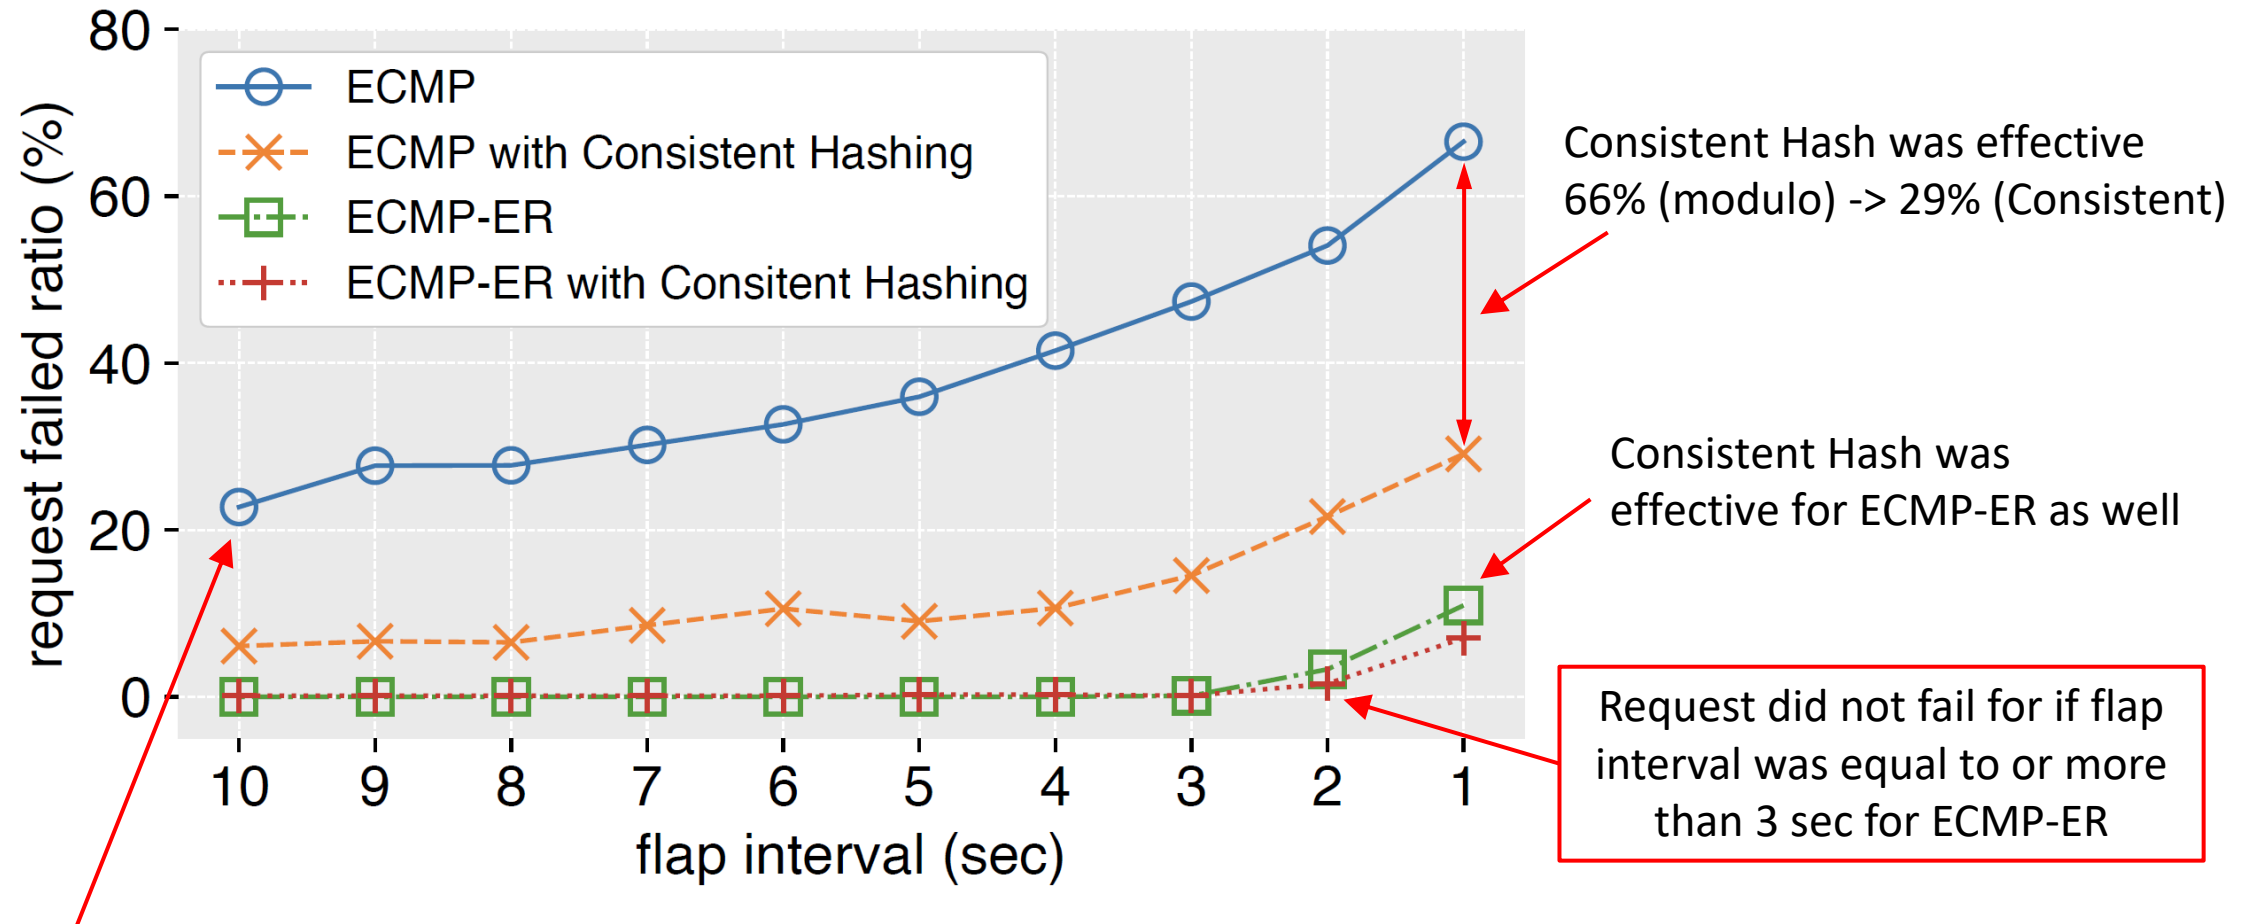 80
60
40
20
0
request failed ratio (%)
ECMP
ECMP with Consistent Hashing
ECMP-ER
ECMP-ER with Consitent Hashing
10 9 8 7 6 5 4 3 2 1
flap interval (sec)
Consistent Hash was effective
66% (modulo) -> 29% (Consistent)
Consistent Hash was
effective for ECMP-ER as well
Request did not fail for if flap
interval was equal to or more
than 3 sec for ECMP-ER